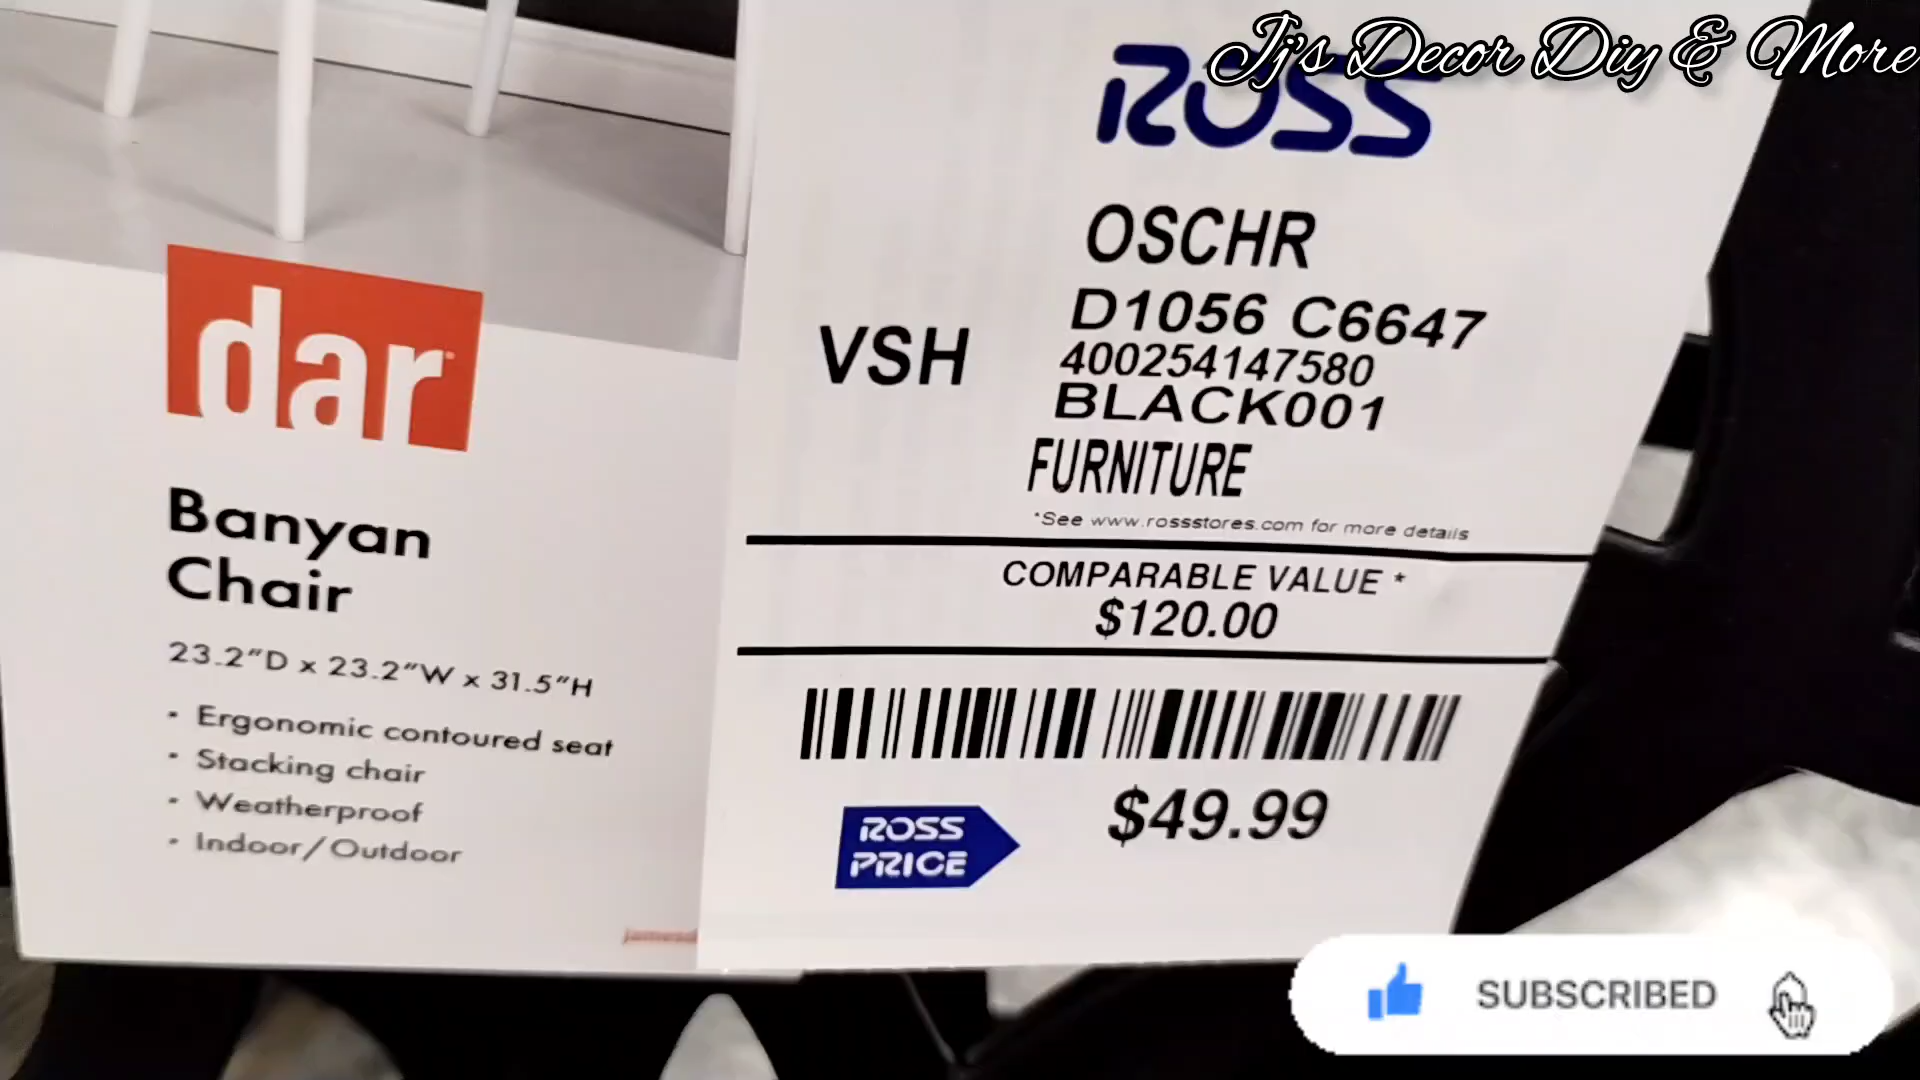 Jj's Decor Diy & More
ROSS
OSCHR
D1056 C6647
VSH
400254147580
BLACK001
FURNITURE
*See www.rossstores.com for more details
COMPARABLE VALUE *
$120.00
ROSS
PRICE
$49.99
dar
Banyan
Chair
23.2"D x 23.2"W x 31.5"H
• Ergonomic contoured seat
• Stacking chair
• Weatherproof
• Indoor/Outdoor
SUBSCRIBED